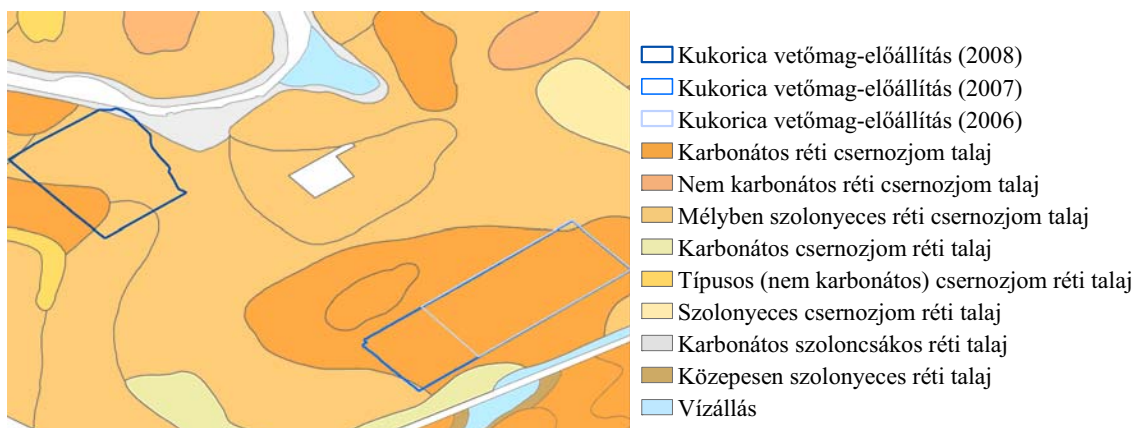 Kukorica vetőmag-előállítás (2008)
Kukorica vetőmag-előállítás (2007)
Kukorica vetőmag-előállítás (2006)
Karbonátos réti csernozjom talaj
Nem karbonátos réti csernozjom talaj
Mélyben szolonyeces réti csernozjom talaj
Karbonátos csernozjom réti talaj
Típusos (nem karbonátos) csernozjom réti talaj
Szolonyeces csernozjom réti talaj
Karbonátos szoloncsákos réti talaj
Közepesen szolonyeces réti talaj
Vízállás